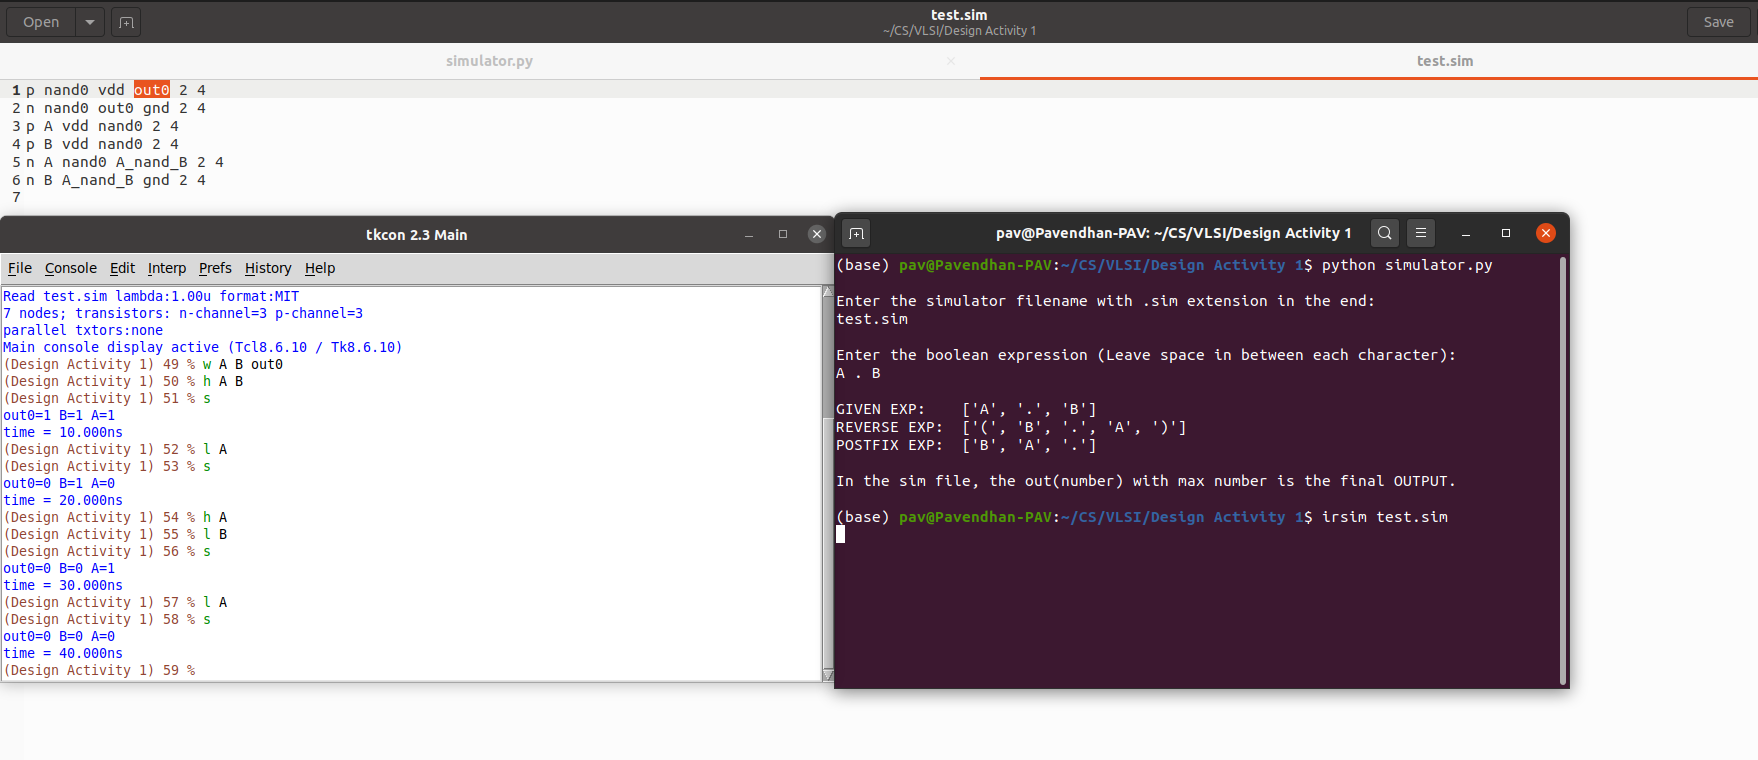 Open
test.sim
~/CS/VLSI/Design Activity 1
Save
simulator.py ×
test.sim
1 p nand0 vdd out0 2 4
2 n nand0 out0 gnd 2 4
3 p A vdd nand0 2 4
4 p B vdd nand0 2 4
5 n A nand0 A_nand_B 2 4
6 n B A_nand_B gnd 2 4
7
tkcon 2.3 Main
File Console Edit Interp Prefs History Help
Read test.sim lambda:1.00u format:MIT
7 nodes; transistors: n-channel=3 p-channel=3
parallel txtors:none
Main console display active (Tcl8.6.10 / Tk8.6.10)
(Design Activity 1) 49 % w A B out0
(Design Activity 1) 50 % h A B
(Design Activity 1) 51 % s
out0=1 B=1 A=1
time = 10.000ns
(Design Activity 1) 52 % l A
(Design Activity 1) 53 % s
out0=0 B=1 A=0
time = 20.000ns
(Design Activity 1) 54 % h A
(Design Activity 1) 55 % l B
(Design Activity 1) 56 % s
out0=0 B=0 A=1
time = 30.000ns
(Design Activity 1) 57 % l A
(Design Activity 1) 58 % s
out0=0 B=0 A=0
time = 40.000ns
(Design Activity 1) 59 %
pav@Pavendhan-PAV: ~/CS/VLSI/Design Activity 1
(base) pav@Pavendhan-PAV:~/CS/VLSI/Design Activity 1$ python simulator.py
Enter the simulator filename with .sim extension in the end:
test.sim
Enter the boolean expression (Leave space in between each character):
A . B
GIVEN EXP: ['A', '.', 'B']
REVERSE EXP: ['(', 'B', '.', 'A', ')']
POSTFIX EXP: ['B', 'A', '.']
In the sim file, the out(number) with max number is the final OUTPUT.
(base) pav@Pavendhan-PAV:~/CS/VLSI/Design Activity 1$ irsim test.sim